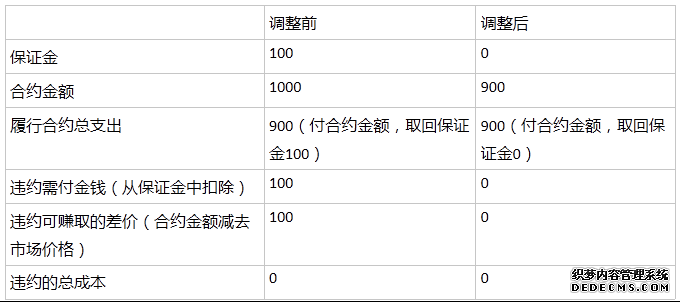 调整前 调整后
保证金 100 0
合约金额 1000 900
履行合约总支出 900（付合约金额，取回保 900（付合约金额，取回保
证金100） 证金0）
违约需付金钱（从保证金中扣除） 100 0
违约可赚取的差价（合约金额减去 100 0
市场价格）
违约的总成本 0 0
织梦内容管理系统
DEDECMS.COM